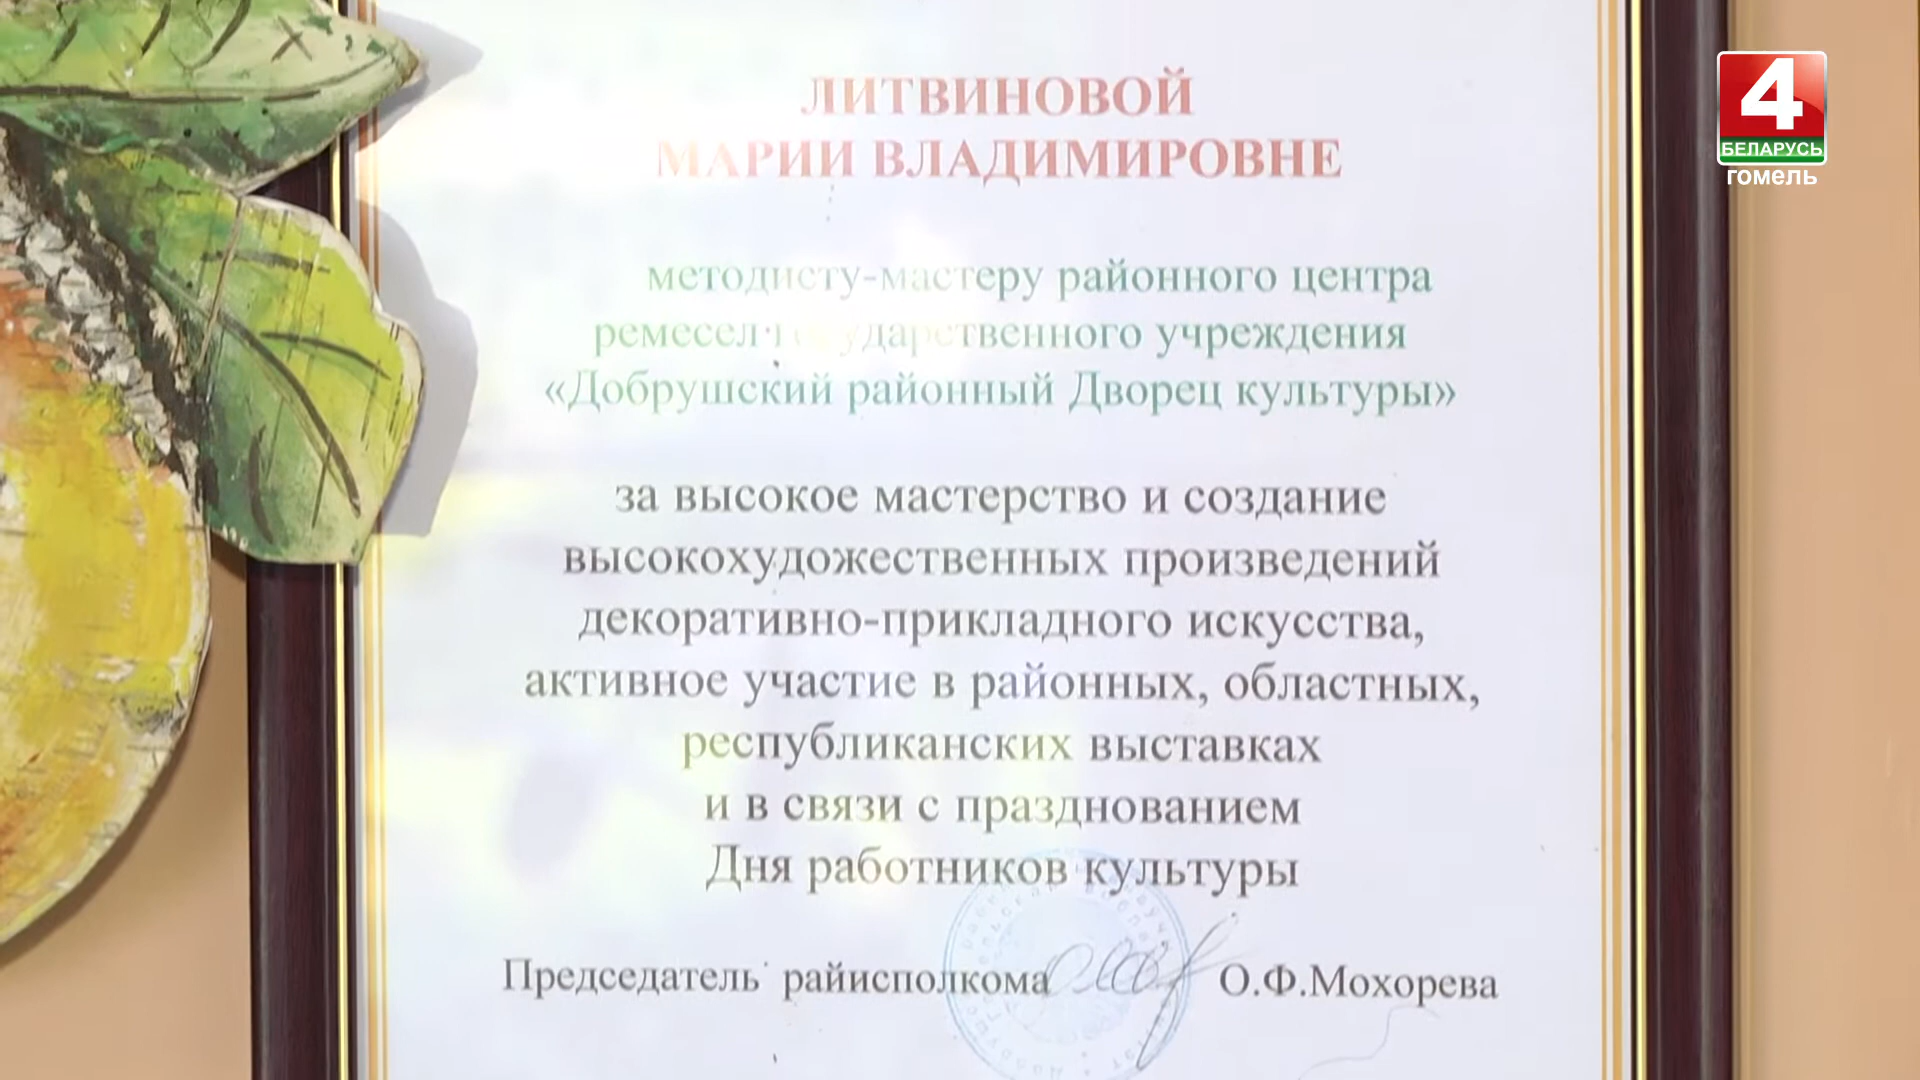 ЛИТВИНОВОЙ
МАРИИ ВЛАДИМИРОВНЕ
методисту-мастеру районного центра
ремесел государственного учреждения
«Добрушский районный Дворец культуры»
за высокое мастерство и создание
высокохудожественных произведений
декоративно-прикладного искусства,
активное участие в районных, областных,
республиканских выставках
и в связи с празднованием
Дня работников культуры
Председатель райисполкома О.Ф.Мохорева
4
БЕЛАРУСЬ
гомель